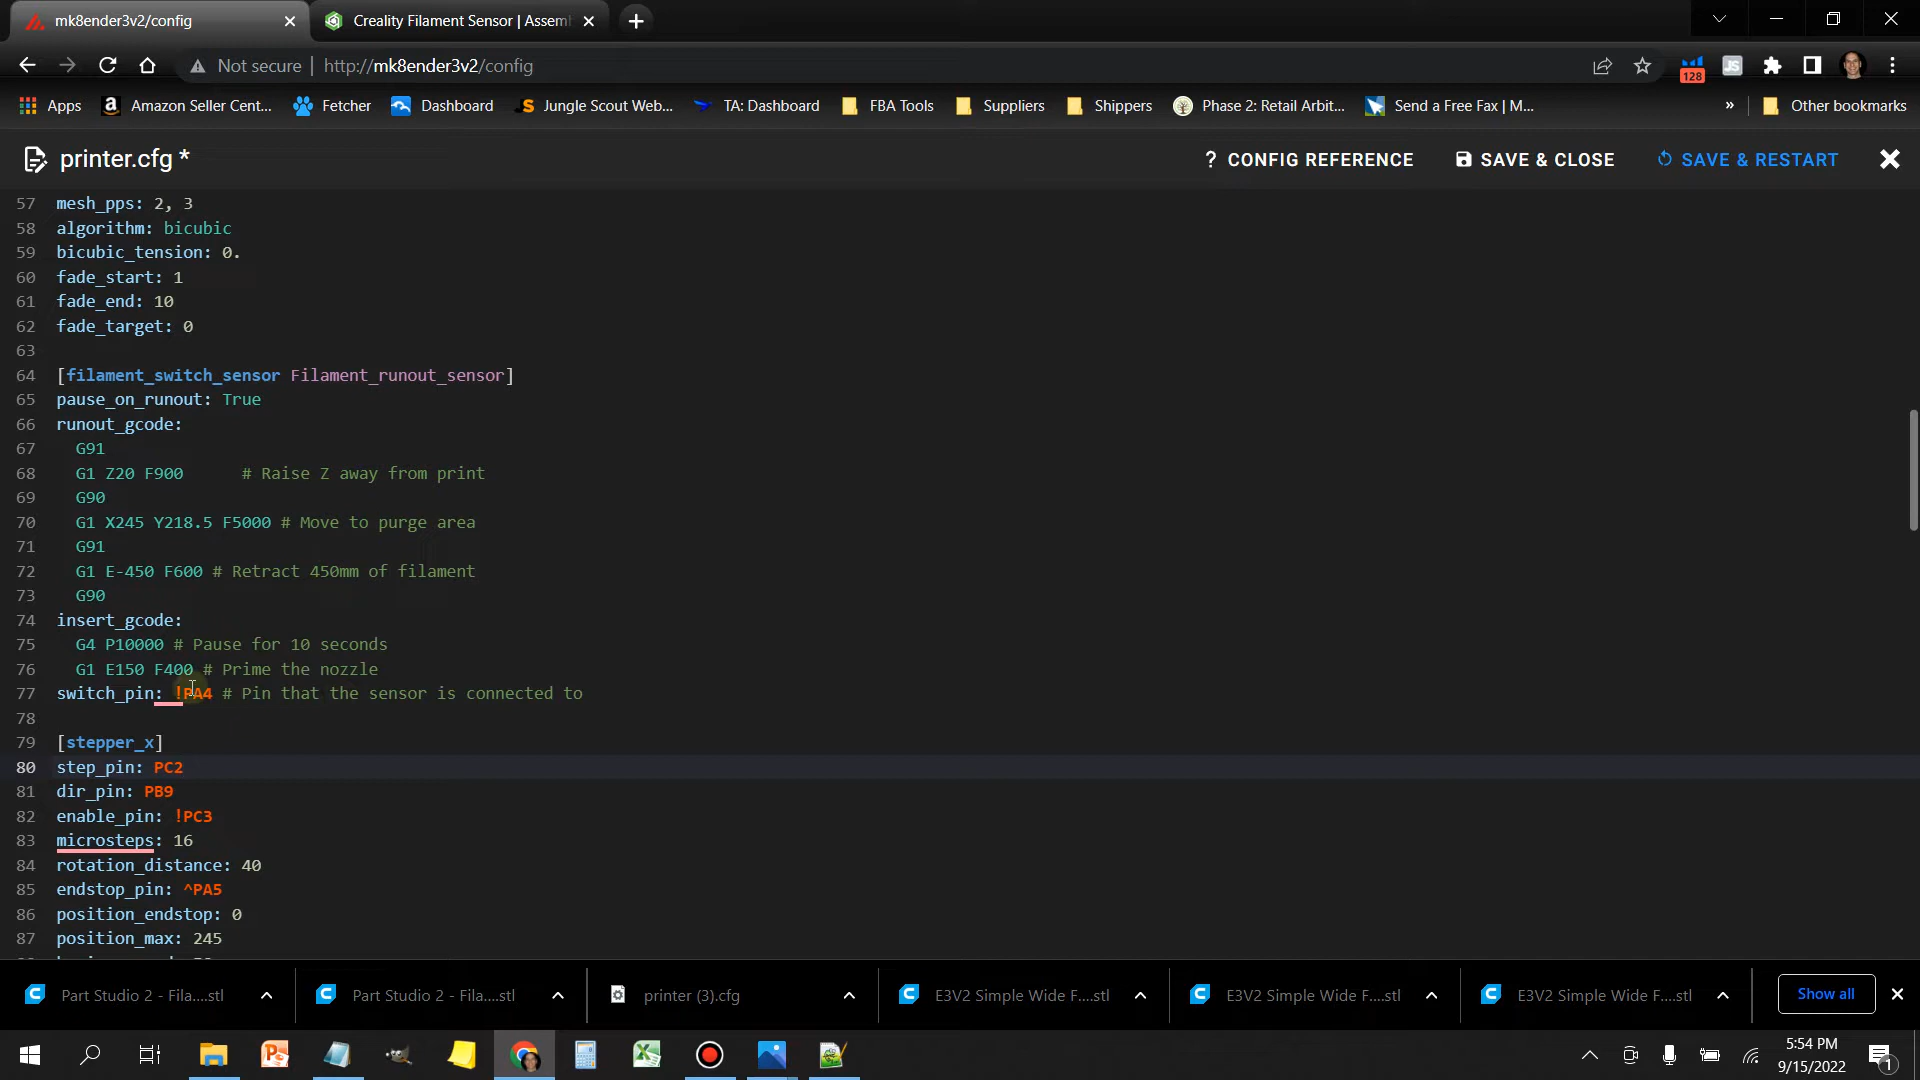 mk8ender3v2/config
Creality Filament Sensor | Assem
Not secure | http://mk8ender3v2/config
128
JS
Apps
Amazon Seller Cent...
Fetcher
Dashboard
Jungle Scout Web...
TA: Dashboard
FBA Tools
Suppliers
Shippers
Phase 2: Retail Arbit...
Send a Free Fax | M...
»
Other bookmarks
printer.cfg *
? CONFIG REFERENCE
SAVE & CLOSE
SAVE & RESTART
57 mesh_pps: 2, 3
58 algorithm: bicubic
59 bicubic_tension: 0.
60 fade_start: 1
61 fade_end: 10
62 fade_target: 0
63
64 [filament_switch_sensor Filament_runout_sensor]
65 pause_on_runout: True
66 runout_gcode:
67 G91
68 G1 Z20 F900 # Raise Z away from print
69 G90
70 G1 X245 Y218.5 F5000 # Move to purge area
71 G91
72 G1 E-450 F600 # Retract 450mm of filament
73 G90
74 insert_gcode:
75 G4 P10000 # Pause for 10 seconds
76 G1 E150 F400 # Prime the nozzle
77 switch_pin: !PA4 # Pin that the sensor is connected to
78
79 [stepper_x]
80 step_pin: PC2
81 dir_pin: PB9
82 enable_pin: !PC3
83 microsteps: 16
84 rotation_distance: 40
85 endstop_pin: ^PA5
86 position_endstop: 0
87 position_max: 245
Part Studio 2 - Fila....stl
Part Studio 2 - Fila....stl
printer (3).cfg
E3V2 Simple Wide F....stl
E3V2 Simple Wide F....stl
E3V2 Simple Wide F....stl
Show all
5:54 PM
9/15/2022
1